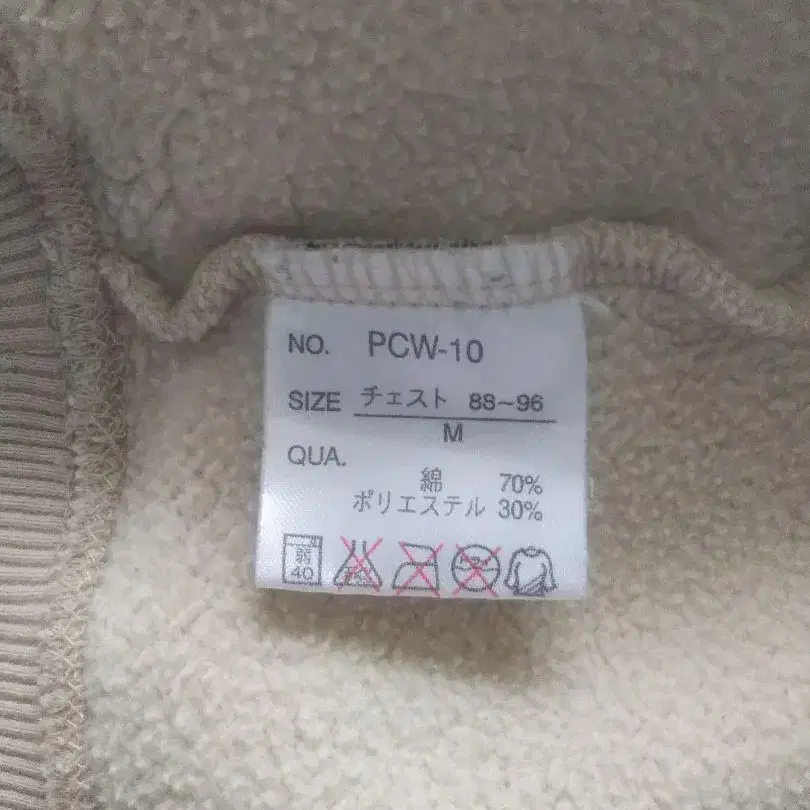 NO. PCW-10
SIZE チェスト 88~96
M
QUA.
綿 70%
ポリエステル 30%
弱
40